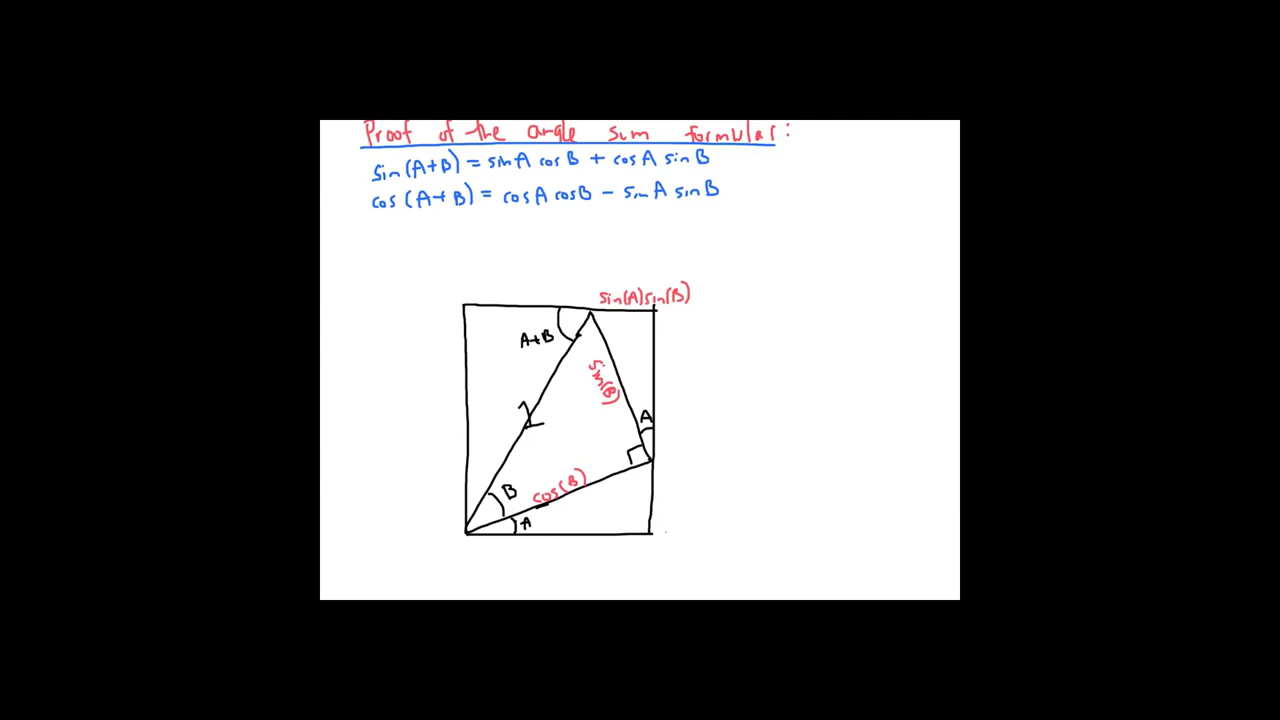 Proof of the angle sum formular:
sin(A+B) = sinA cosB + cosA sinB
cos(A+B) = cosA cosB - sinA sinB
sin(A)sin(B)
A+B
sin(B)
1
A
B
cos(B)
A